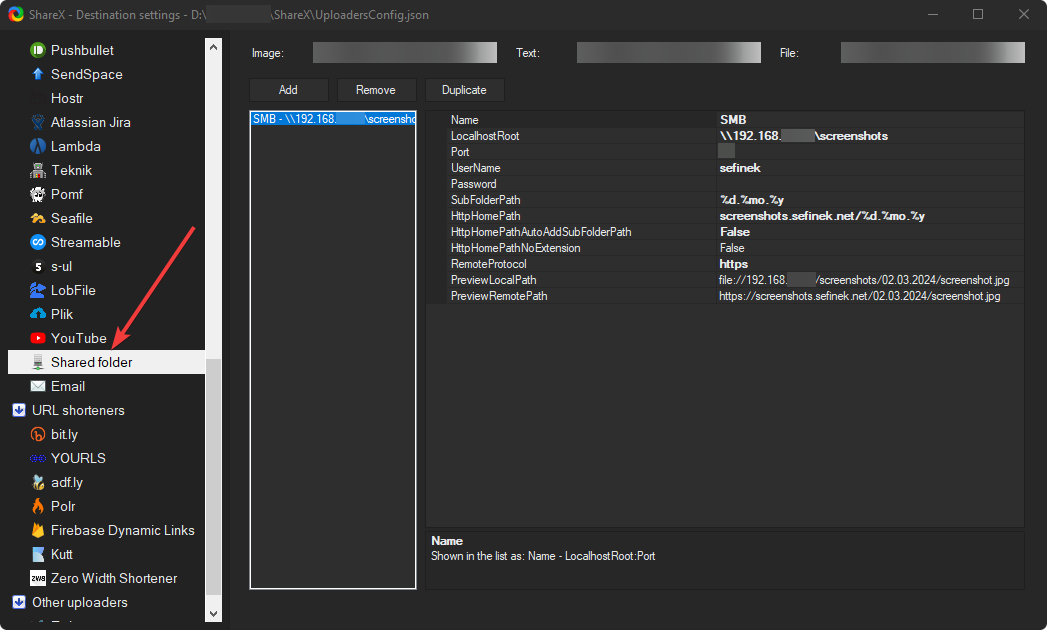 ShareX - Destination settings - D:\ \ShareX\UploadersConfig.json
Pushbullet
SendSpace
Hostr
Atlassian Jira
Lambda
Teknik
Pomf
Seafile
Streamable
s-ul
LobFile
Plik
YouTube
Shared folder
Email
URL shorteners
bit.ly
YOURLS
adf.ly
Polr
Firebase Dynamic Links
Kutt
Zero Width Shortener
Other uploaders
Image: Text: File:
Add Remove Duplicate
SMB - \\192.168. \screensho
Name SMB
LocalhostRoot \\192.168. \screenshots
Port
UserName sefinek
Password
SubFolderPath %d.%mo.%y
HttpHomePath screenshots.sefinek.net/%d.%mo.%y
HttpHomePathAutoAddSubFolderPath False
HttpHomePathNoExtension False
RemoteProtocol https
PreviewLocalPath file://192.168. /screenshots/02.03.2024/screenshot.jpg
PreviewRemotePath https://screenshots.sefinek.net/02.03.2024/screenshot.jpg
Name
Shown in the list as: Name - LocalhostRoot:Port